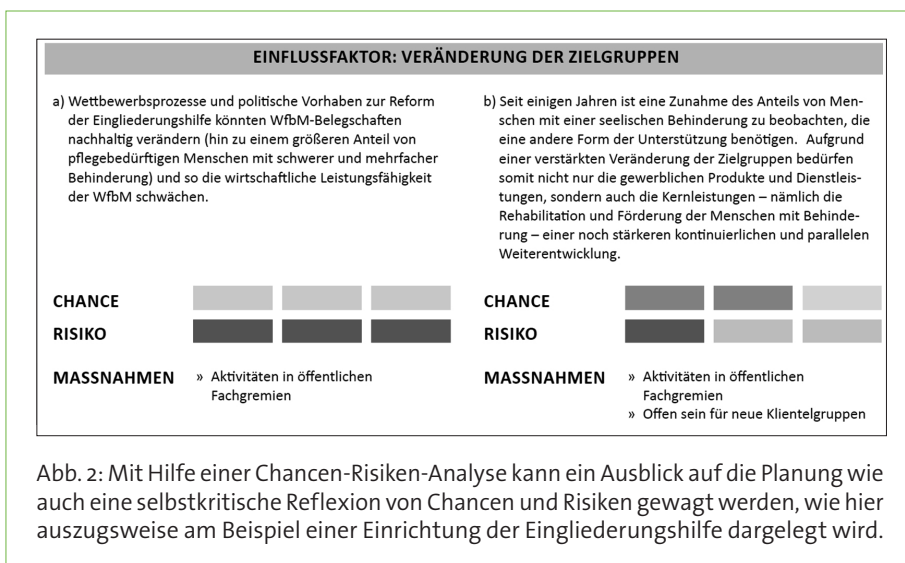 EINFLUSSFAKTOR: VERÄNDERUNG DER ZIELGRUPPEN
a) Wettbewerbsprozesse und politische Vorhaben zur Reform
der Eingliederungshilfe könnten WfbM-Belegschaften
nachhaltig verändern (hin zu einem größeren Anteil von
pflegebedürftigen Menschen mit schwerer und mehrfacher
Behinderung) und so die wirtschaftliche Leistungsfähigkeit
der WfbM schwächen.
CHANCE
RISIKO
MASSNAHMEN » Aktivitäten in öffentlichen
Fachgremien
b) Seit einigen Jahren ist eine Zunahme des Anteils von Men-
schen mit einer seelischen Behinderung zu beobachten, die
eine andere Form der Unterstützung benötigen. Aufgrund
einer verstärkten Veränderung der Zielgruppen bedürfen
somit nicht nur die gewerblichen Produkte und Dienstleis-
tungen, sondern auch die Kernleistungen – nämlich die
Rehabilitation und Förderung der Menschen mit Behinde-
rung – einer noch stärkeren kontinuierlichen und parallelen
Weiterentwicklung.
CHANCE
RISIKO
MASSNAHMEN » Aktivitäten in öffentlichen
Fachgremien
» Offen sein für neue Klientelgruppen
Abb. 2: Mit Hilfe einer Chancen-Risiken-Analyse kann ein Ausblick auf die Planung wie
auch eine selbstkritische Reflexion von Chancen und Risiken gewagt werden, wie hier
auszugsweise am Beispiel einer Einrichtung der Eingliederungshilfe dargelegt wird.